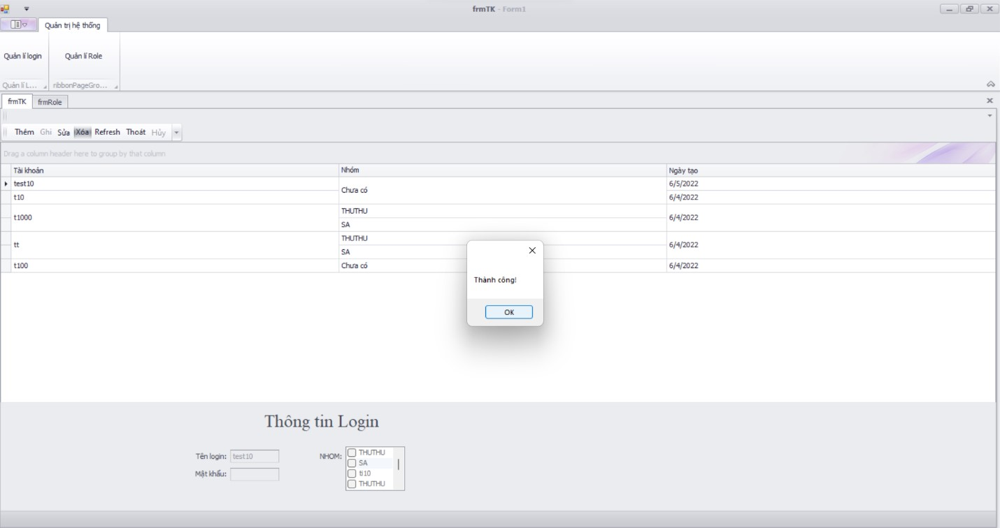 frmTK - Form1
Quản trị hệ thống
Quản lí login Quản lí Role
Quản lí L... ribbonPageGro...
frmTK frmRole
Thêm Ghi Sửa Xóa Refresh Thoát Hủy
Drag a column header here to group by that column
Tài khoản Nhóm Ngày tạo
test10 Chưa có 6/5/2022
t10 6/4/2022
t1000 THUTHU 6/4/2022
SA
tt THUTHU 6/4/2022
SA
t100 Chưa có 6/4/2022
Thành công!
OK
Thông tin Login
Tên login: test10 NHOM: THUTHU
SA
Mật khẩu: ti10
THUTHU